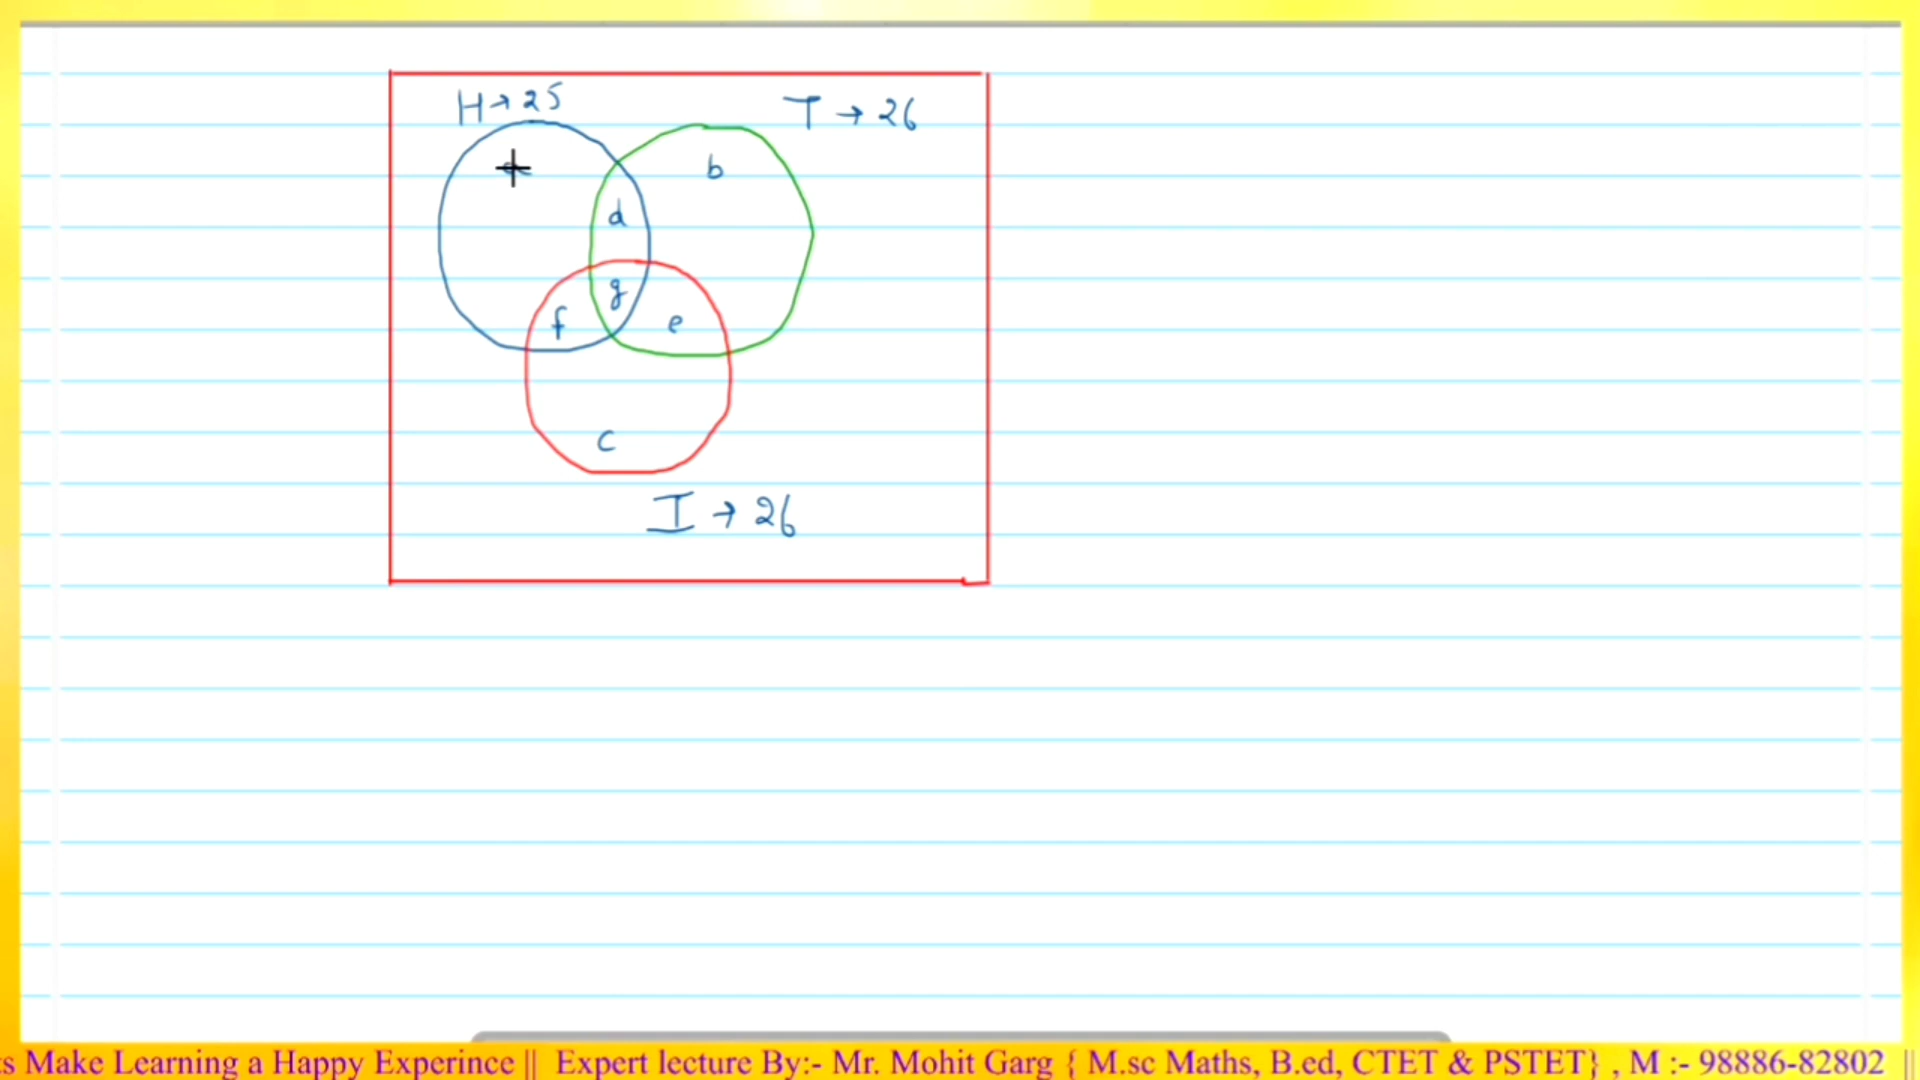 H → 25
T → 26
b
d
g
f
e
c
I → 26
ts Make Learning a Happy Experince || Expert lecture By:- Mr. Mohit Garg { M.sc Maths, B.ed, CTET & PSTET} , M :- 98886-82802 ||